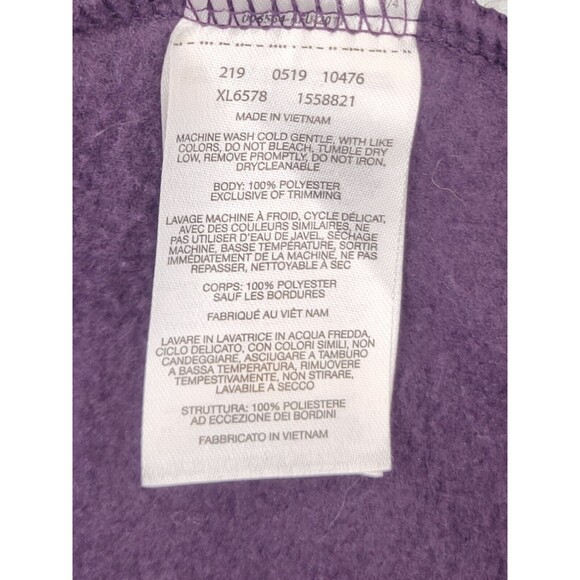 219 0519 10476
XL6578 1558821
MADE IN VIETNAM
MACHINE WASH COLD GENTLE, WITH LIKE
COLORS, DO NOT BLEACH, TUMBLE DRY
LOW, REMOVE PROMPTLY, DO NOT IRON,
DRYCLEANABLE
BODY: 100% POLYESTER
EXCLUSIVE OF TRIMMING
LAVAGE MACHINE À FROID, CYCLE DÉLICAT,
AVEC DES COULEURS SIMILAIRES, NE
PAS UTILISER D'EAU DE JAVEL, SÉCHAGE
MACHINE, BASSE TEMPÉRATURE, SORTIR
IMMÉDIATEMENT DE LA MACHINE, NE PAS
REPASSER, NETTOYABLE À SEC
CORPS: 100% POLYESTER
SAUF LES BORDURES
FABRIQUÉ AU VIÊT NAM
LAVARE IN LAVATRICE IN ACQUA FREDDA,
CICLO DELICATO, CON COLORI SIMILI, NON
CANDEGGIARE, ASCIUGARE A TAMBURO
A BASSA TEMPERATURA, RIMUOVERE
TEMPESTIVAMENTE, NON STIRARE,
LAVABILE A SECCO
STRUTTURA: 100% POLIESTERE
AD ECCEZIONE DEI BORDINI
FABBRICATO IN VIETNAM